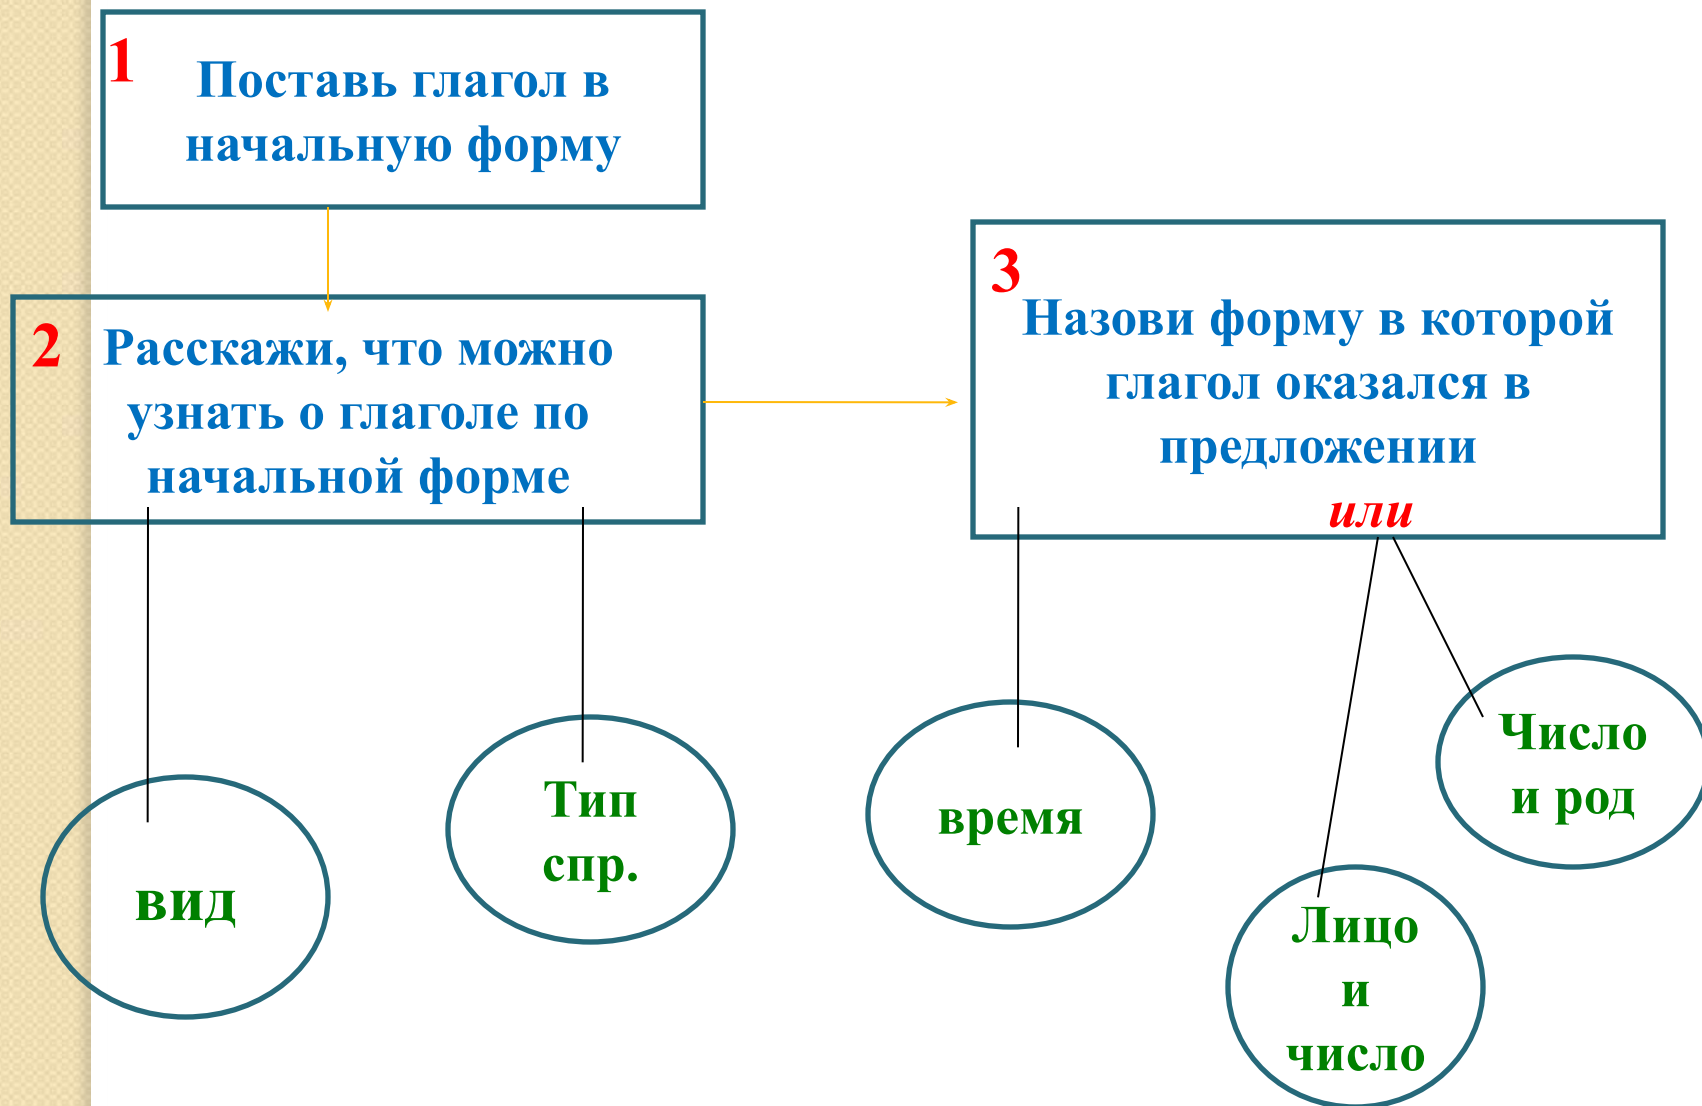 1
Поставь глагол в
начальную форму
2
Расскажи, что можно
узнать о глаголе по
начальной форме
3
Назови форму в которой
глагол оказался в
предложении
или
вид
Тип
спр.
время
Лицо
и
число
Число
и род